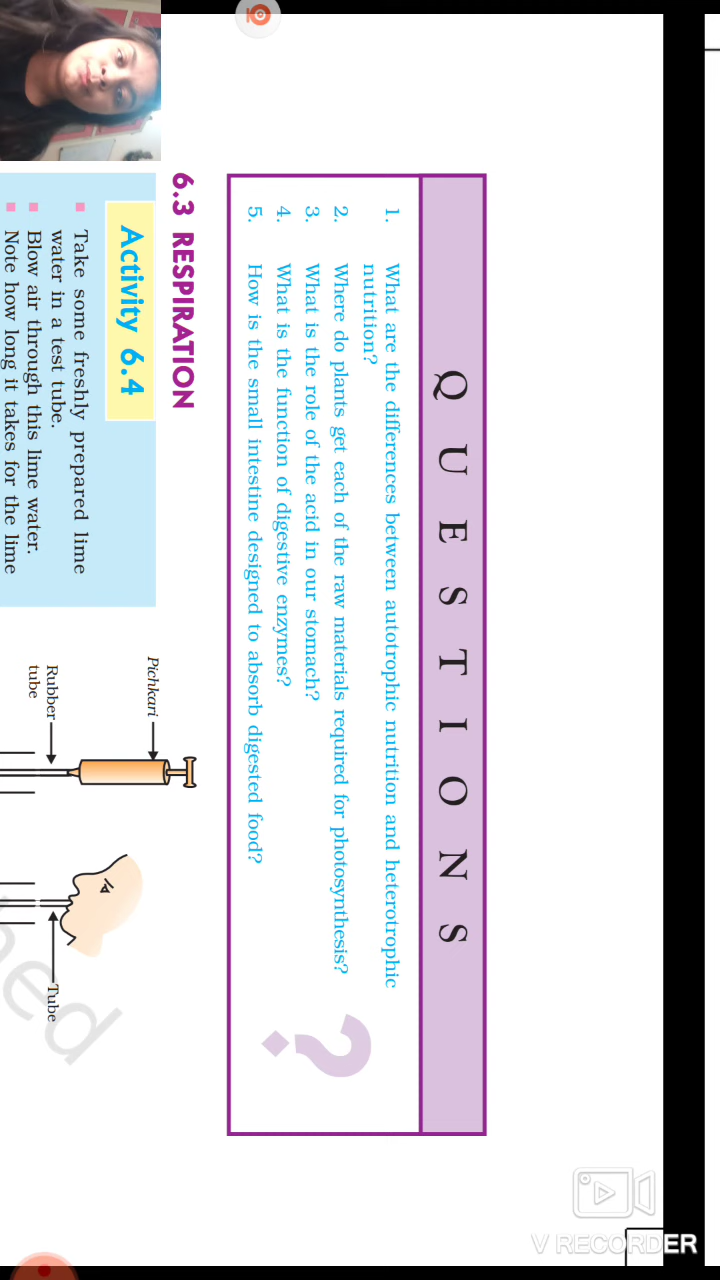 QUESTIONS
1. What are the differences between autotrophic nutrition and heterotrophic
nutrition?
2. Where do plants get each of the raw materials required for photosynthesis?
3. What is the role of the acid in our stomach?
4. What is the function of digestive enzymes?
5. How is the small intestine designed to absorb digested food?
?
6.3 RESPIRATION
Activity 6.4
Take some freshly prepared lime
water in a test tube.
Blow air through this lime water.
Note how long it takes for the lime
Pichkari
Rubber
tube
Tube
V RECORDER